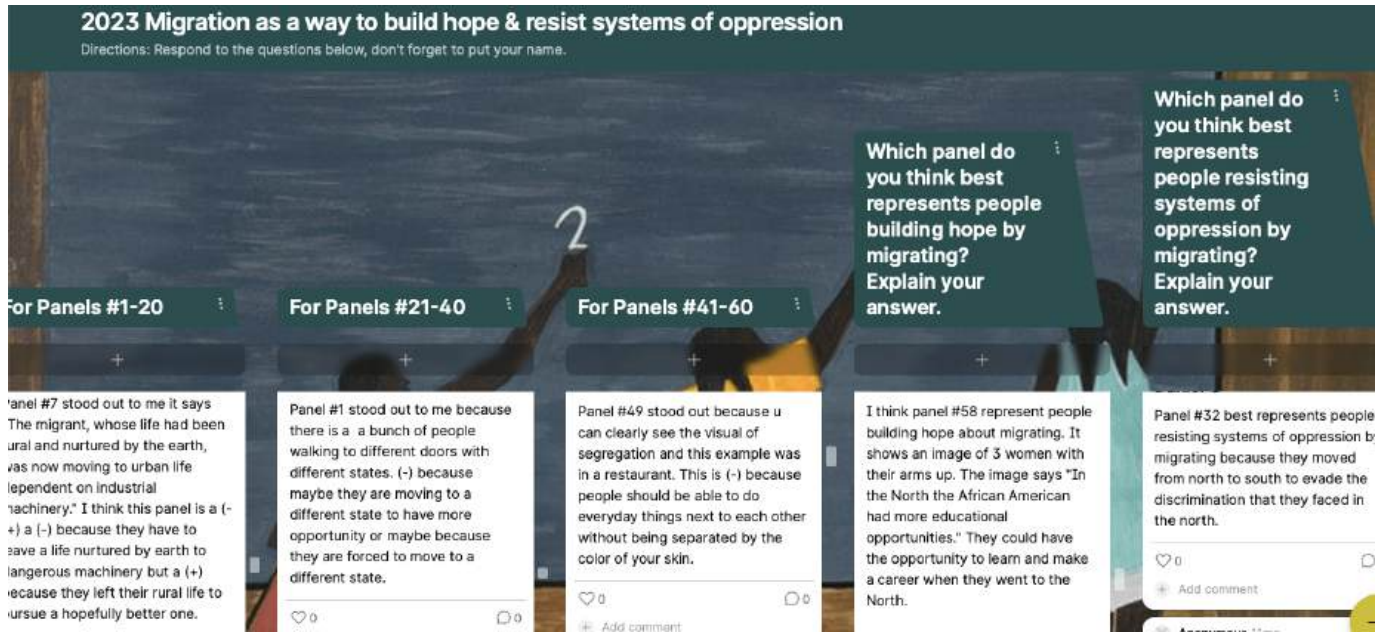 2023 Migration as a way to build hope & resist systems of oppression
Directions: Respond to the questions below, don't forget to put your name.
2
For Panels #1-20
Panel #7 stood out to me it says
"The migrant, whose life had been
rural and nurtured by the earth,
was now moving to urban life
dependent on industrial
machinery." I think this panel is a (-
+) a (-) because they have to
leave a life nurtured by earth to
dangerous machinery but a (+)
because they left their rural life to
pursue a hopefully better one.
For Panels #21-40
Panel #1 stood out to me because
there is a a bunch of people
walking to different doors with
different states. (-) because
maybe they are moving to a
different state to have more
opportunity or maybe because
they are forced to move to a
different state.
0
0
For Panels #41-60
Panel #49 stood out because u
can clearly see the visual of
segregation and this example was
in a restaurant. This is (-) because
people should be able to do
everyday things next to each other
without being separated by the
color of your skin.
0
0
Add comment
Which panel do
you think best
represents people
building hope by
migrating?
Explain your
answer.
I think panel #58 represent people
building hope about migrating. It
shows an image of 3 women with
their arms up. The image says "In
the North the African American
had more educational
opportunities." They could have
the opportunity to learn and make
a career when they went to the
North.
Which panel do
you think best
represents
people resisting
systems of
oppression by
migrating?
Explain your
answer.
Panel #32 best represents people
resisting systems of oppression by
migrating because they moved
from north to south to evade the
discrimination that they faced in
the north.
0
Add comment